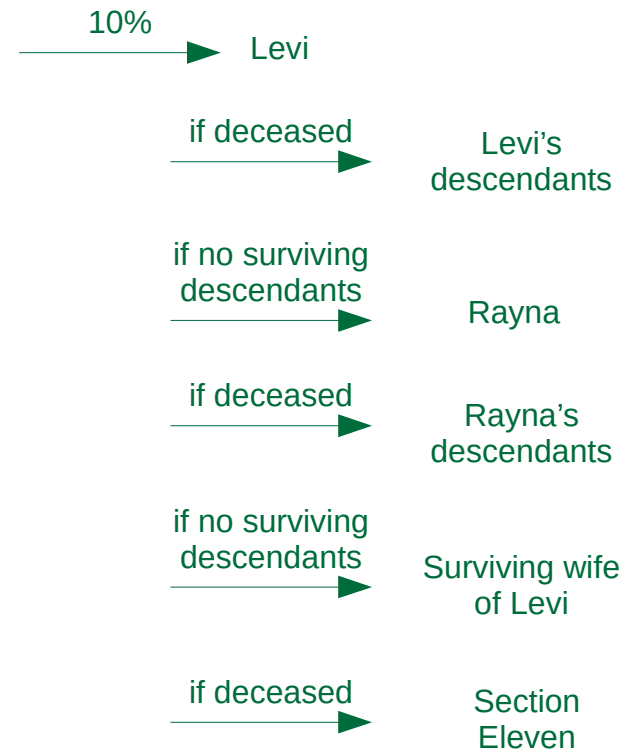 10%
Levi
if deceased
Levi’s
descendants
if no surviving
descendants
Rayna
if deceased
Rayna’s
descendants
if no surviving
descendants
Surviving wife
of Levi
if deceased
Section
Eleven